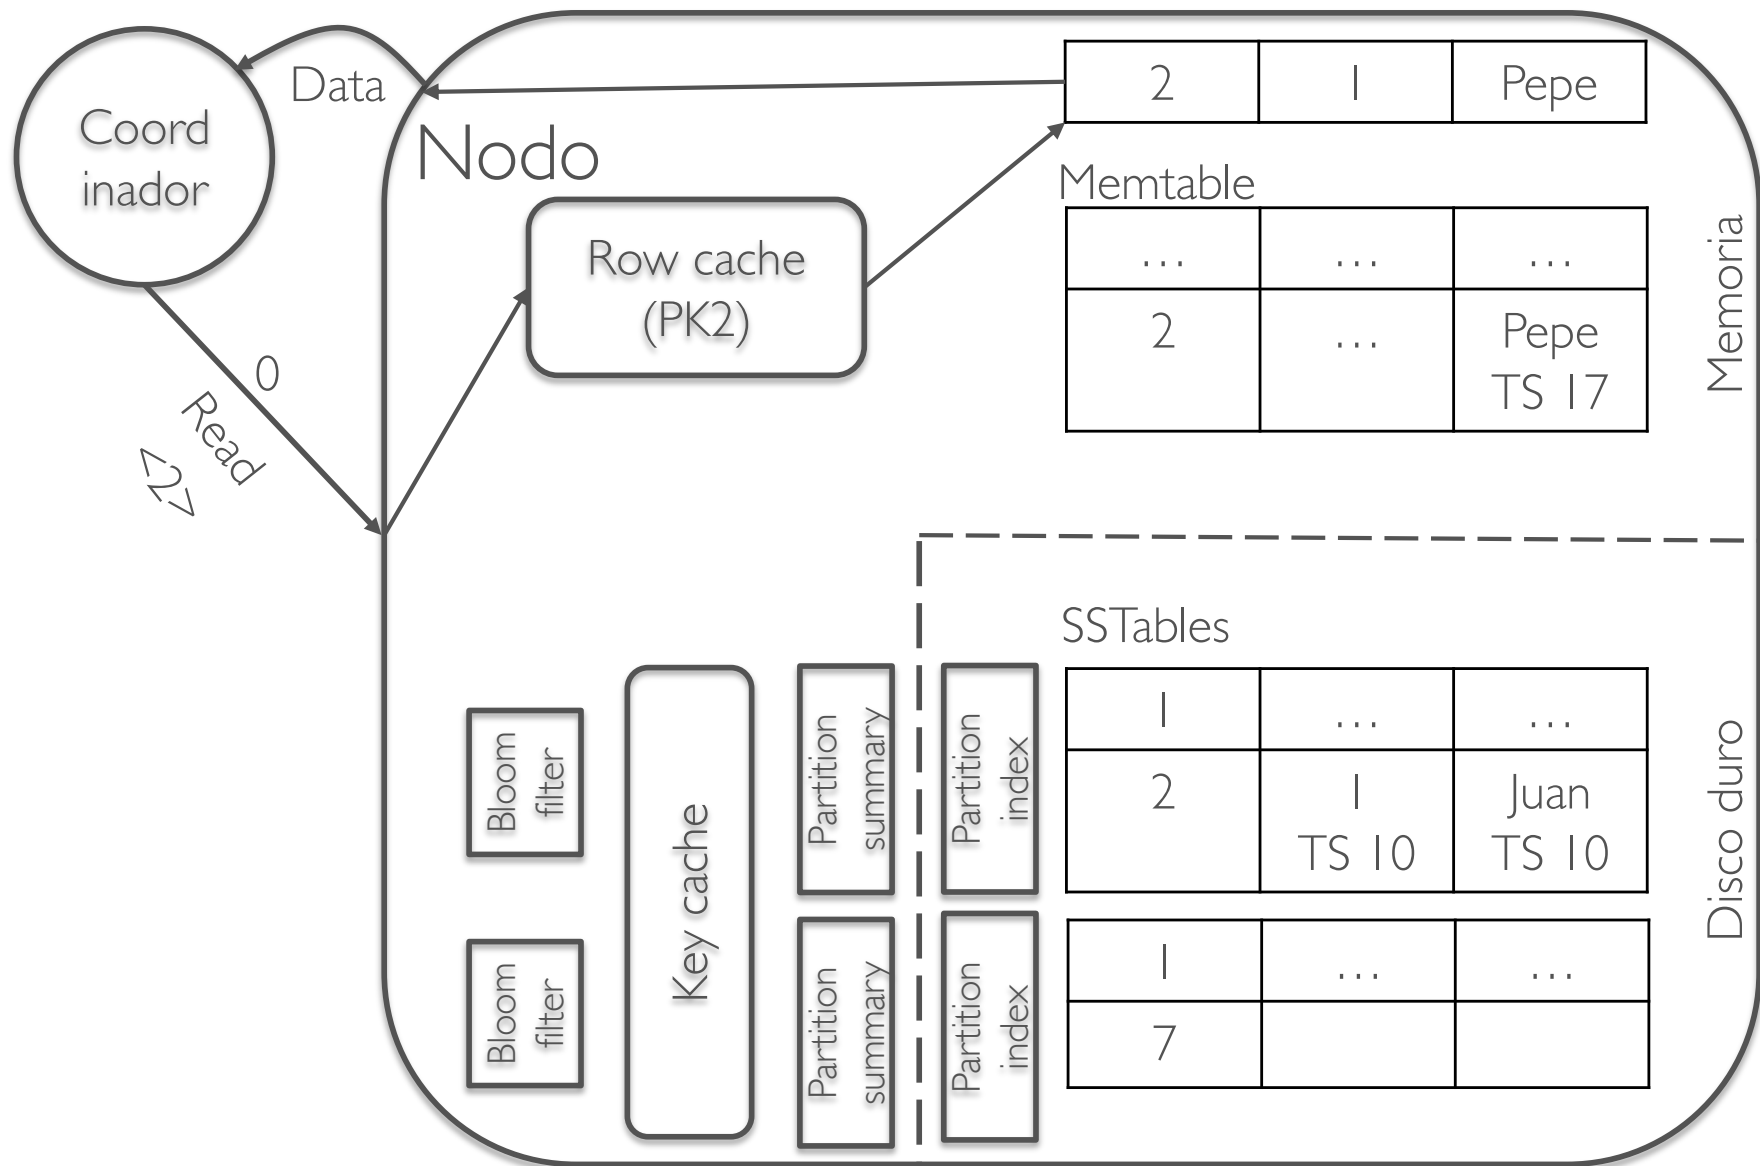 Data
2 1 Pepe
Coord
inador
Nodo
Memtable
Row cache
(PK2)
... ... ...
2 ... Pepe
TS 17
Memoria
0
Read
<2>
SSTables
Bloom
filter
Key cache
Partition
summary
Partition
index
1 ... ...
2 1 Juan
TS 10 TS 10
Disco duro
Bloom
filter
Partition
summary
Partition
index
1 ... ...
7